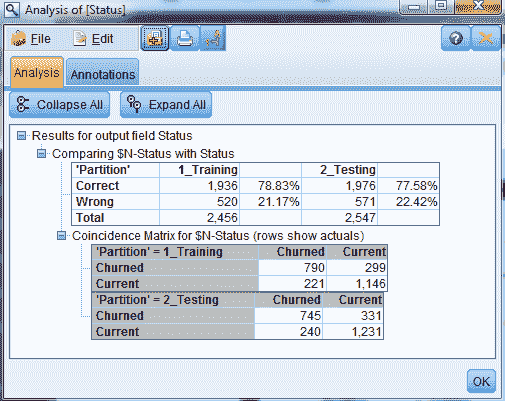 Analysis of [Status]
File Edit
Analysis Annotations
Collapse All Expand All
Results for output field Status
Comparing $N-Status with Status
'Partition' 1_Training 2_Testing
Correct 1,936 78.83% 1,976 77.58%
Wrong 520 21.17% 571 22.42%
Total 2,456 2,547
Coincidence Matrix for $N-Status (rows show actuals)
'Partition' = 1_Training Churned Current
Churned 790 299
Current 221 1,146
'Partition' = 2_Testing Churned Current
Churned 745 331
Current 240 1,231
OK